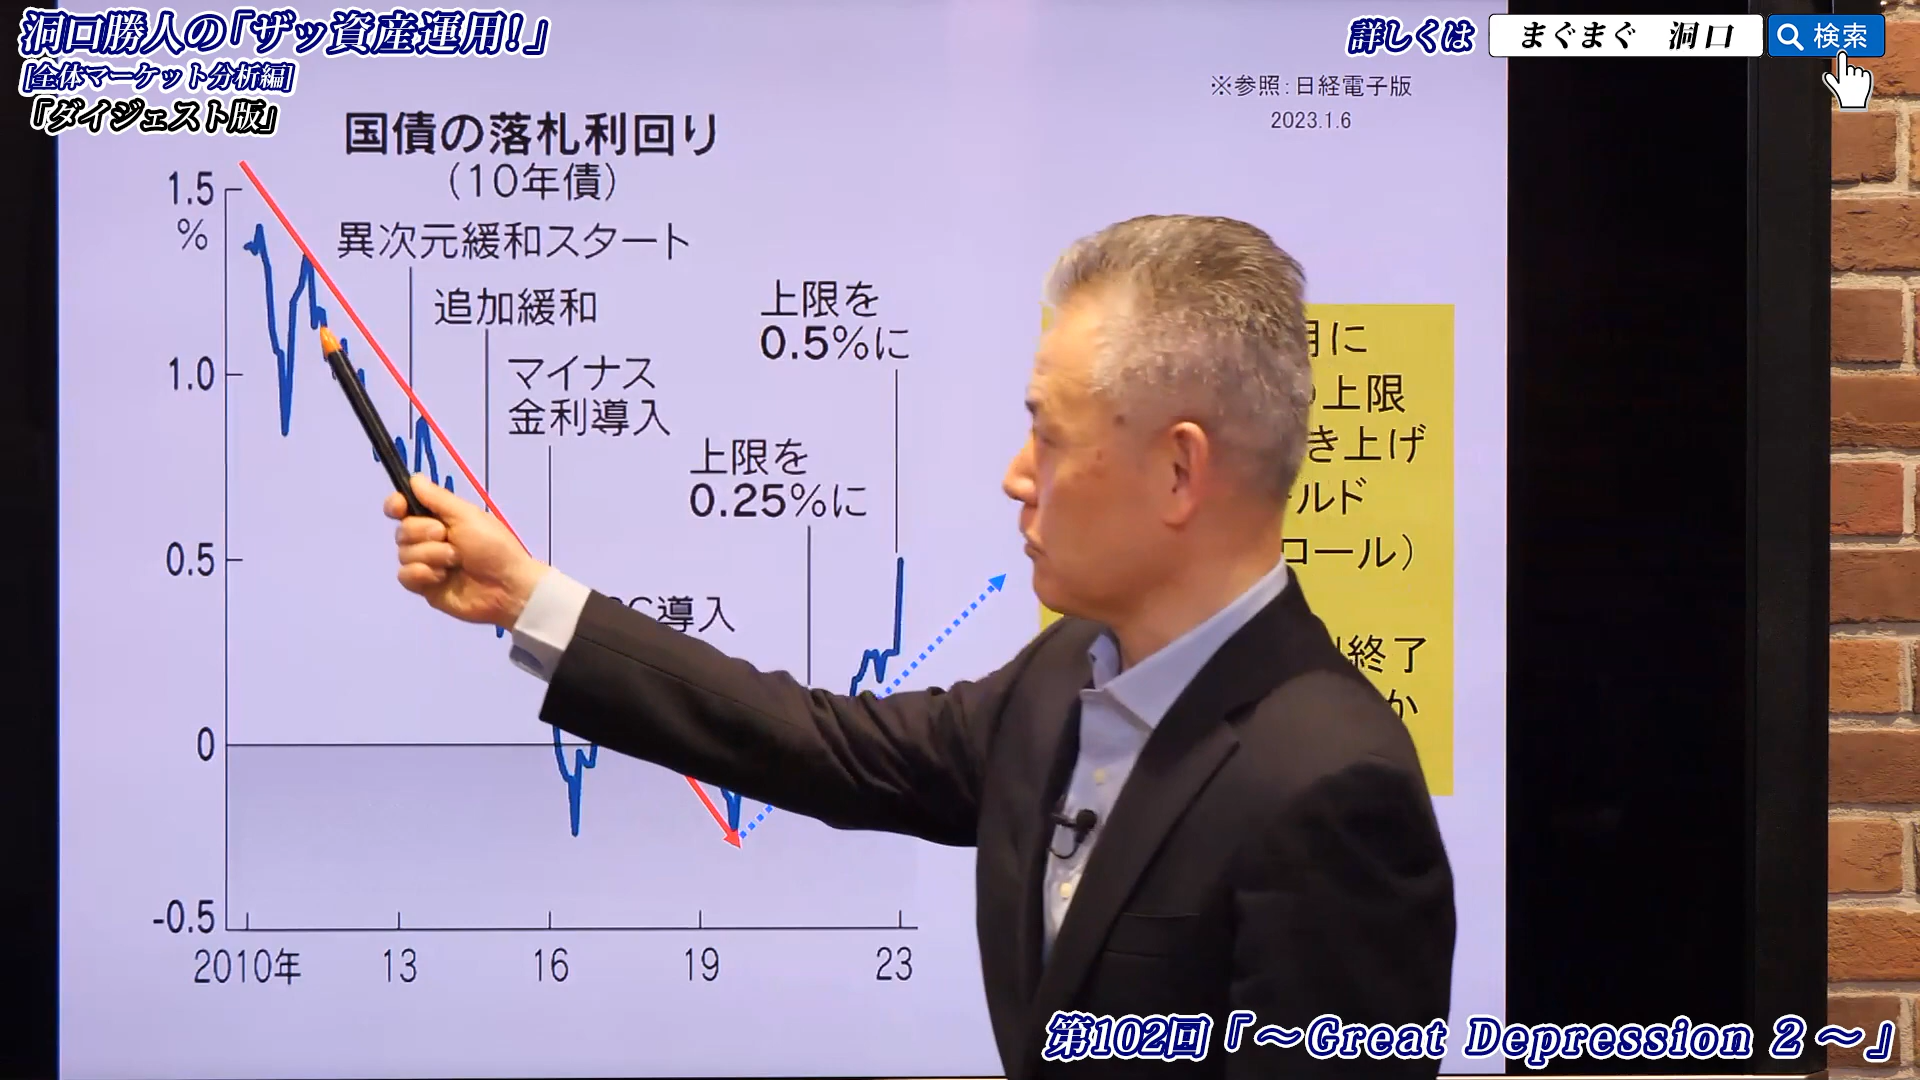 洞口勝人の「ザッ資産運用!」
[全体マーケット分析編]
「ダイジェスト版」
詳しくは
まぐまぐ 洞口
検索
※参照:日経電子版
2023.1.6
国債の落札利回り
(10年債)
1.5
%
異次元緩和スタート
追加緩和
上限を
0.5%に
1.0
マイナス
金利導入
上限を
0.25%に
0.5
導入
0
-0.5
2010年
13
16
19
23
月に
上限
き上げ
ルド
ロール)
終了
か
第102回「~Great Depression 2~」